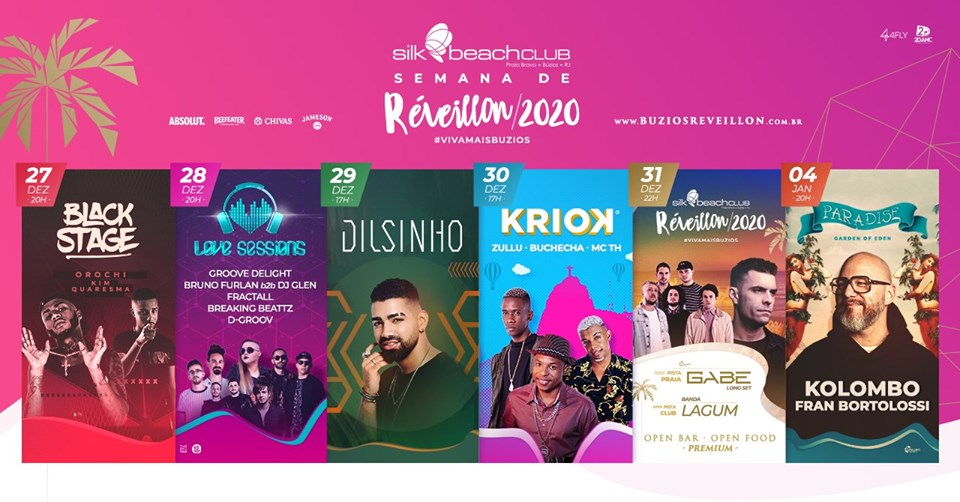 silk beachclub
Praia Brava • Búzios • RJ
SEMANA DE
Réveillon/2020
#VIVAMAISBUZIOS
44FLY
2DANC
ABSOLUT.
BEEFEATER
CHIVAS
JAMESON
WWW.BUZIOSREVEILLON.COM.BR
27
DEZ
- 20H -
BLACK
STAGE
OROCHI
KIM
QUARESMA
28
DEZ
- 20H -
Love sessions
GROOVE DELIGHT
BRUNO FURLAN b2b DJ GLEN
FRACTALL
BREAKING BEATTZ
D-GROOV
29
DEZ
- 17H -
DILSINHO
30
DEZ
- 17H -
KRIOK®
ZULLU • BUCHECHA • MC TH
31
DEZ
- 22H -
silk beachclub
Réveillon/2020
#VIVAMAISBUZIOS
PISTA
PRAIA
GABE
LONG SET
PISTA
CLUB
BANDA
LAGUM
OPEN BAR • OPEN FOOD
- PREMIUM -
04
JAN
- 20H -
PARADISE
GARDEN OF EDEN
KOLOMBO
FRAN BORTOLOSSI